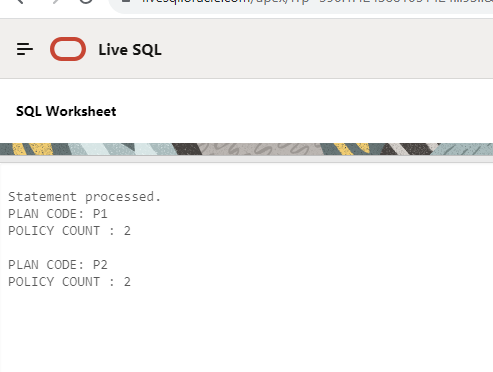 Live SQL
SQL Worksheet
Statement processed.
PLAN CODE: P1
POLICY COUNT : 2
PLAN CODE: P2
POLICY COUNT : 2